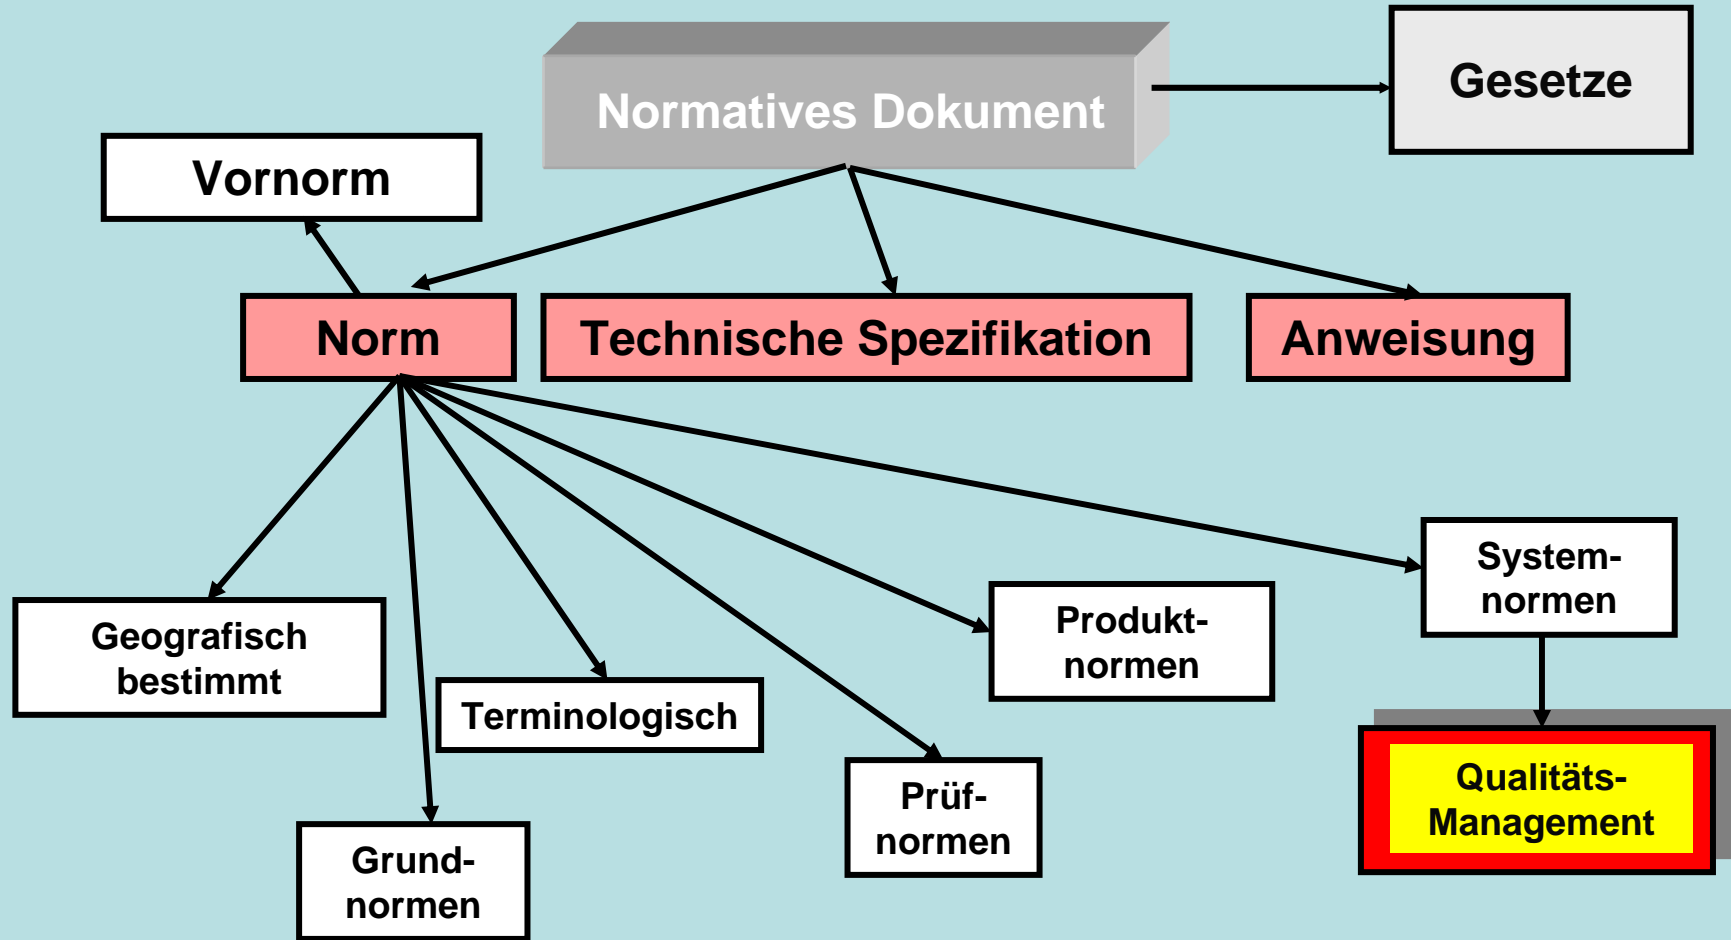 Normatives Dokument
Gesetze
Vornorm
Norm
Technische Spezifikation
Anweisung
Geografisch
bestimmt
Grund-
normen
Terminologisch
Prüf-
normen
Produkt-
normen
System-
normen
Qualitäts-
Management